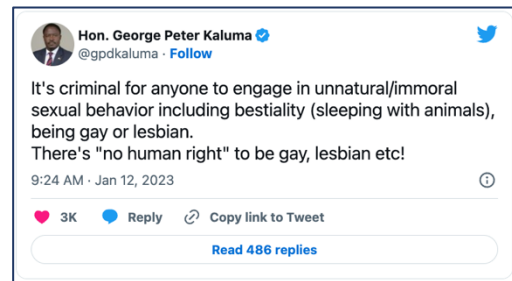 Hon. George Peter Kaluma
@gpdkaluma · Follow
It's criminal for anyone to engage in unnatural/immoral
sexual behavior including bestiality (sleeping with animals),
being gay or lesbian.
There's "no human right" to be gay, lesbian etc!
9:24 AM · Jan 12, 2023
3K Reply Copy link to Tweet
Read 486 replies